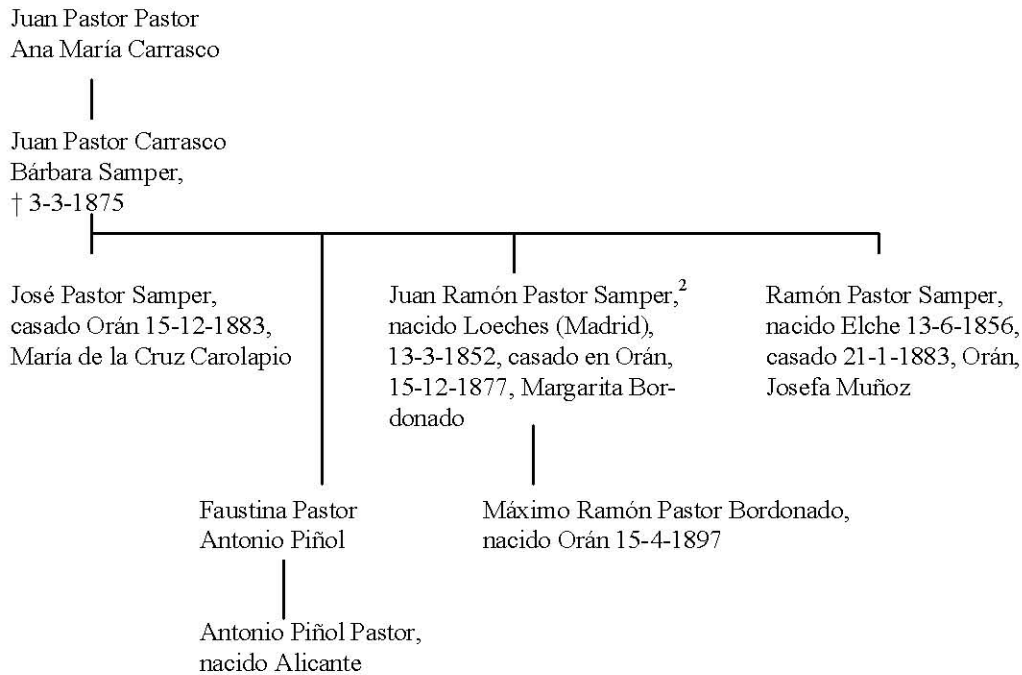 Juan Pastor Pastor
Ana María Carrasco
Juan Pastor Carrasco
Bárbara Samper,
† 3-3-1875
José Pastor Samper,
casado Orán 15-12-1883,
María de la Cruz Carolapio
Juan Ramón Pastor Samper,²
nacido Loeches (Madrid),
13-3-1852, casado en Orán,
15-12-1877, Margarita Bor-
donado
Ramón Pastor Samper,
nacido Elche 13-6-1856,
casado 21-1-1883, Orán,
Josefa Muñoz
Faustina Pastor
Antonio Piñol
Máximo Ramón Pastor Bordonado,
nacido Orán 15-4-1897
Antonio Piñol Pastor,
nacido Alicante